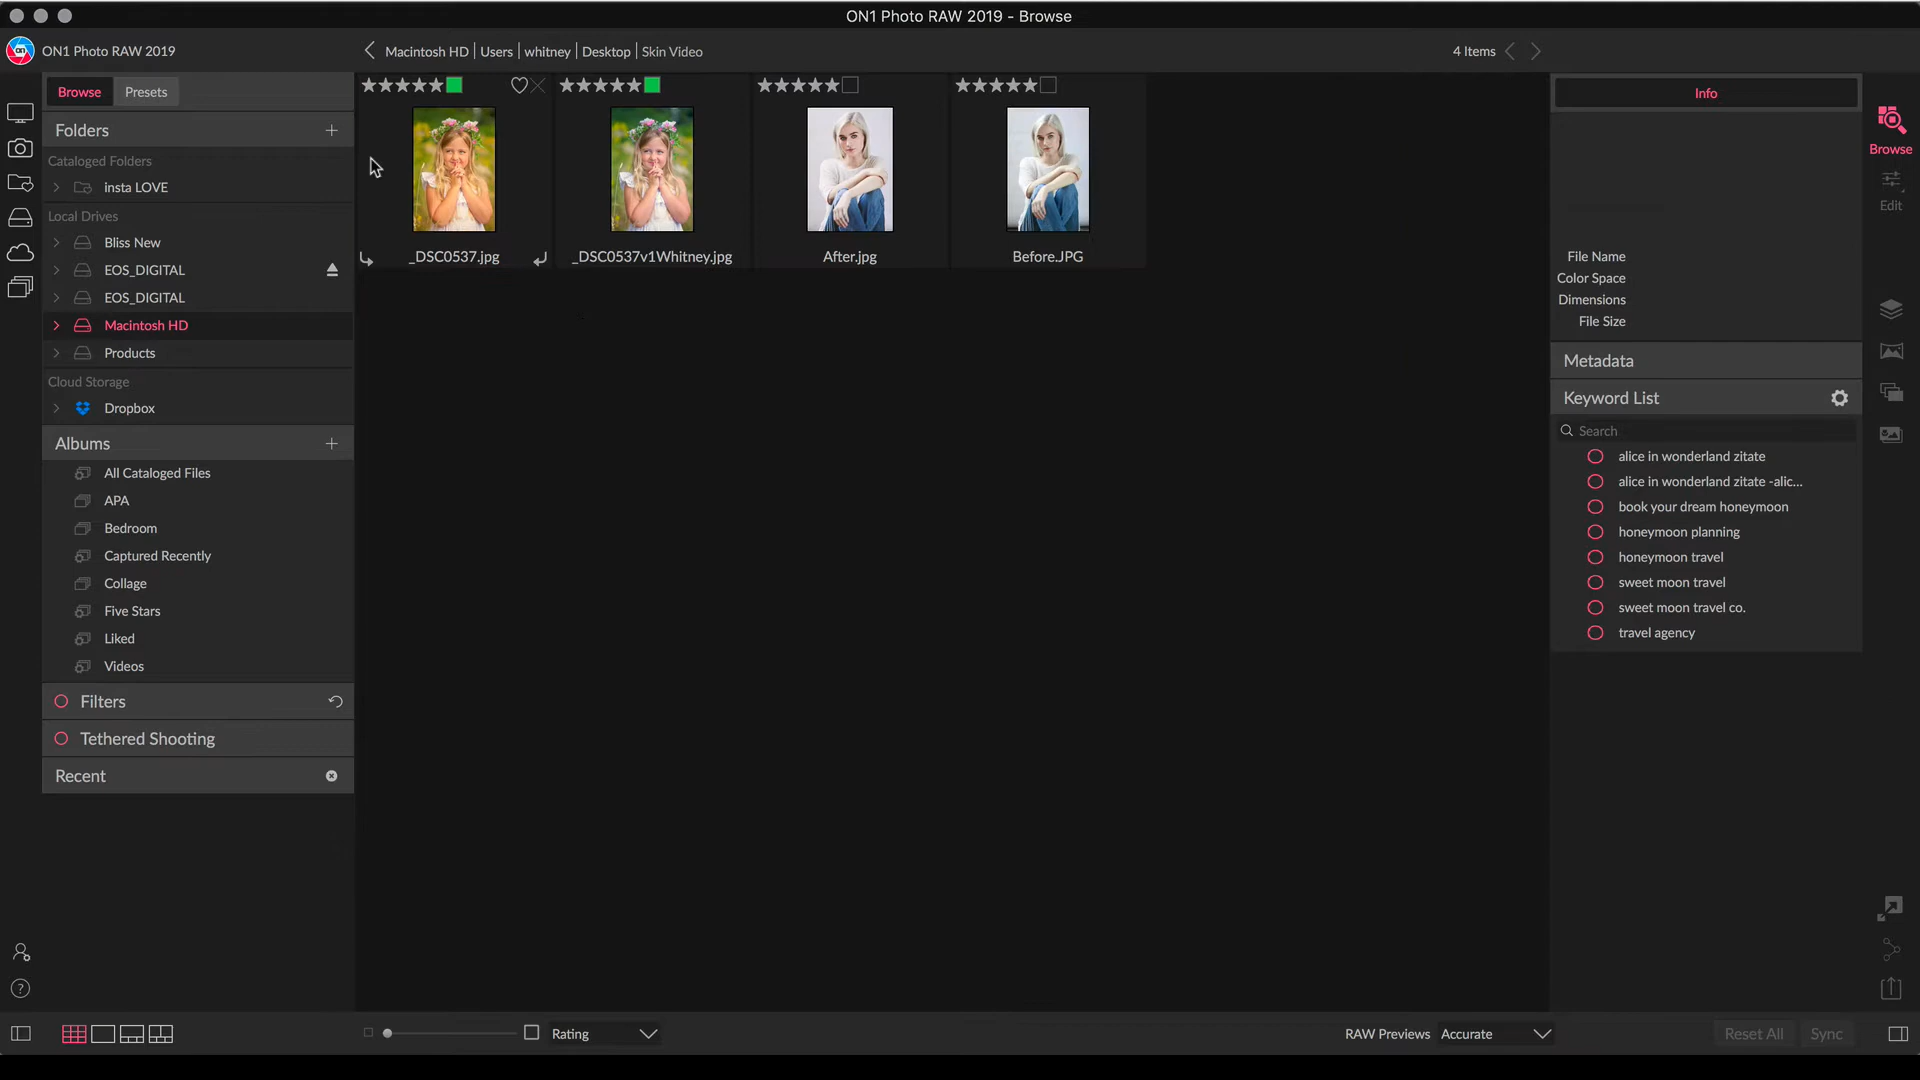 ON1 Photo RAW 2019 - Browse
ON1 Photo RAW 2019
Macintosh HD | Users | whitney | Desktop | Skin Video
4 Items
Browse
Presets
Folders
Cataloged Folders
insta LOVE
Local Drives
Bliss New
EOS_DIGITAL
EOS_DIGITAL
Macintosh HD
Products
Cloud Storage
Dropbox
Albums
All Cataloged Files
APA
Bedroom
Captured Recently
Collage
Five Stars
Liked
Videos
Filters
Tethered Shooting
Recent
_DSC0537.jpg
_DSC0537v1Whitney.jpg
After.jpg
Before.JPG
Info
File Name
Color Space
Dimensions
File Size
Metadata
Keyword List
Search
alice in wonderland zitate
alice in wonderland zitate -alic...
book your dream honeymoon
honeymoon planning
honeymoon travel
sweet moon travel
sweet moon travel co.
travel agency
Browse
Edit
Rating
RAW Previews Accurate
Reset All
Sync